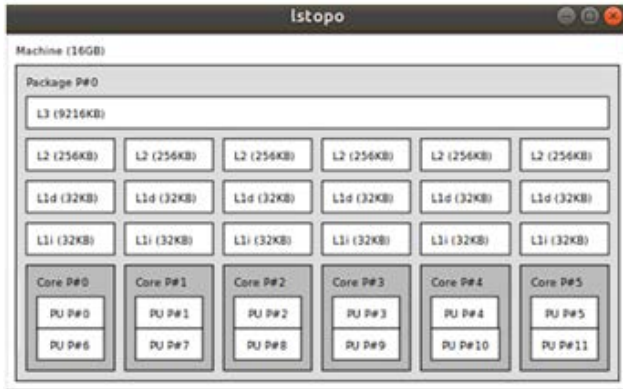 lstopo
Machine (16GB)
Package P#0
L3 (9216KB)
L2 (256KB) L2 (256KB) L2 (256KB) L2 (256KB) L2 (256KB) L2 (256KB)
L1d (32KB) L1d (32KB) L1d (32KB) L1d (32KB) L1d (32KB) L1d (32KB)
L1i (32KB) L1i (32KB) L1i (32KB) L1i (32KB) L1i (32KB) L1i (32KB)
Core P#0 Core P#1 Core P#2 Core P#3 Core P#4 Core P#5
PU P#0 PU P#1 PU P#2 PU P#3 PU P#4 PU P#5
PU P#6 PU P#7 PU P#8 PU P#9 PU P#10 PU P#11